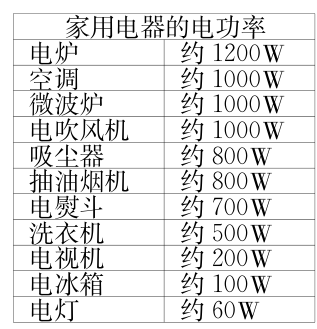 家用电器的电功率
电炉 约 1200W
空调 约 1000W
微波炉 约 1000W
电吹风机 约 1000W
吸尘器 约 800W
抽油烟机 约 800W
电熨斗 约 700W
洗衣机 约 500W
电视机 约 200W
电冰箱 约 100W
电灯 约 60W